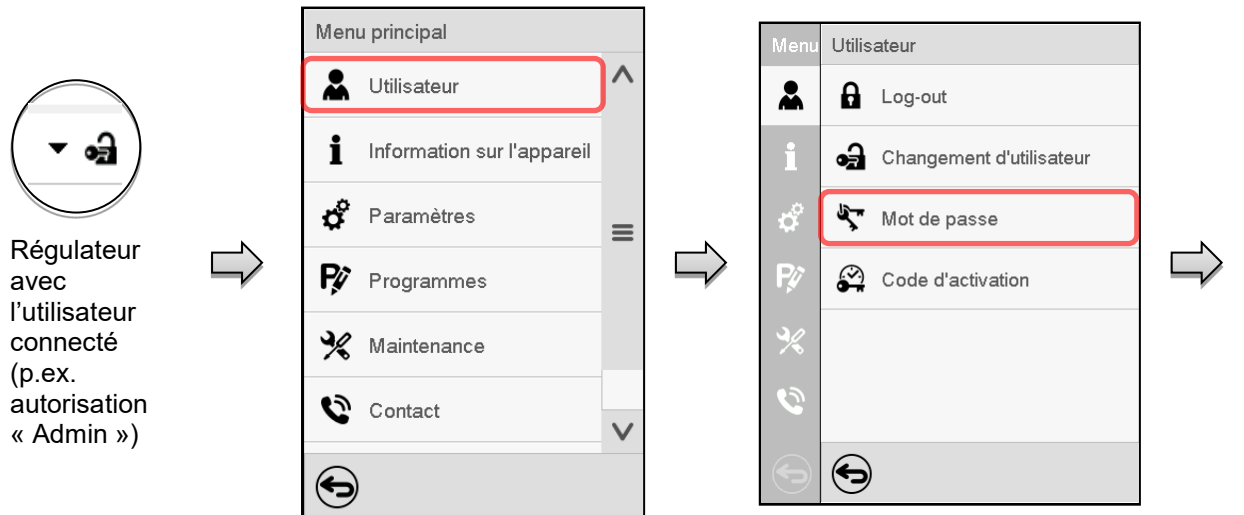 Régulateur
avec
l’utilisateur
connecté
(p.ex.
autorisation
« Admin »)
Menu principal
Utilisateur
Information sur l'appareil
Paramètres
Programmes
Maintenance
Contact
Menu
Utilisateur
Log-out
Changement d'utilisateur
Mot de passe
Code d'activation